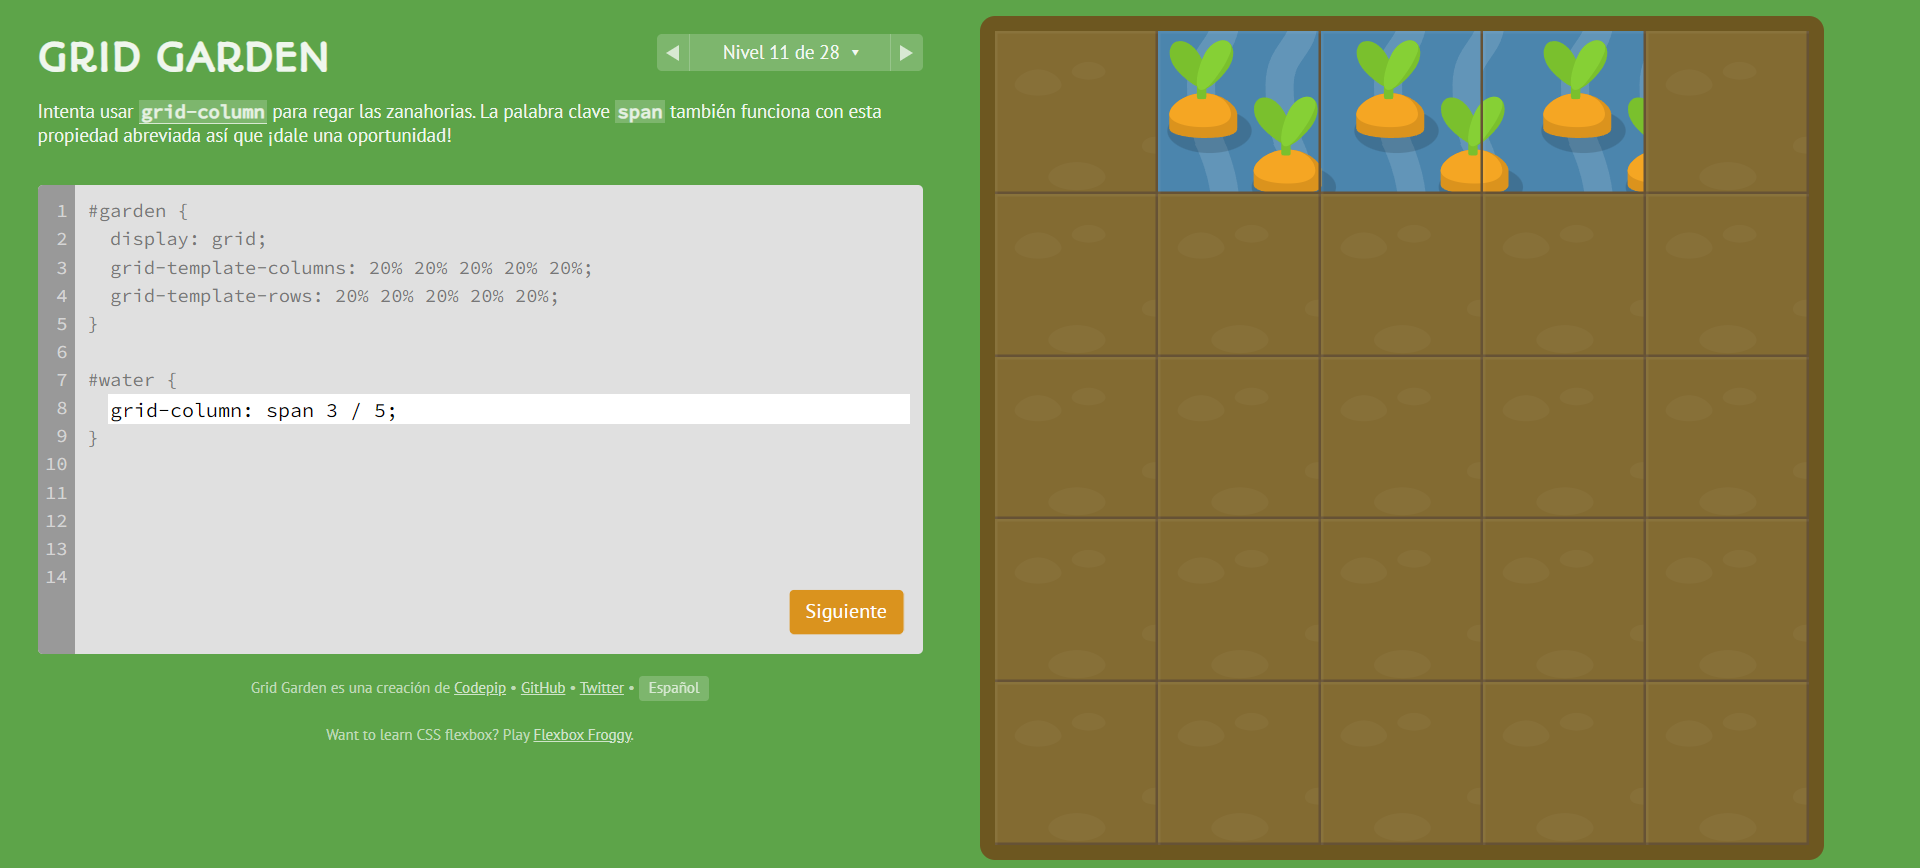 GRID GARDEN
Nivel 11 de 28
Intenta usar grid-column para regar las zanahorias. La palabra clave span también funciona con esta
propiedad abreviada así que ¡dale una oportunidad!
1 #garden {
2 display: grid;
3 grid-template-columns: 20% 20% 20% 20% 20%;
4 grid-template-rows: 20% 20% 20% 20% 20%;
5 }
6
7 #water {
8 grid-column: span 3 / 5;
9 }
10
11
12
13
14
Siguiente
Grid Garden es una creación de Codepip • GitHub • Twitter • Español
Want to learn CSS flexbox? Play Flexbox Froggy.